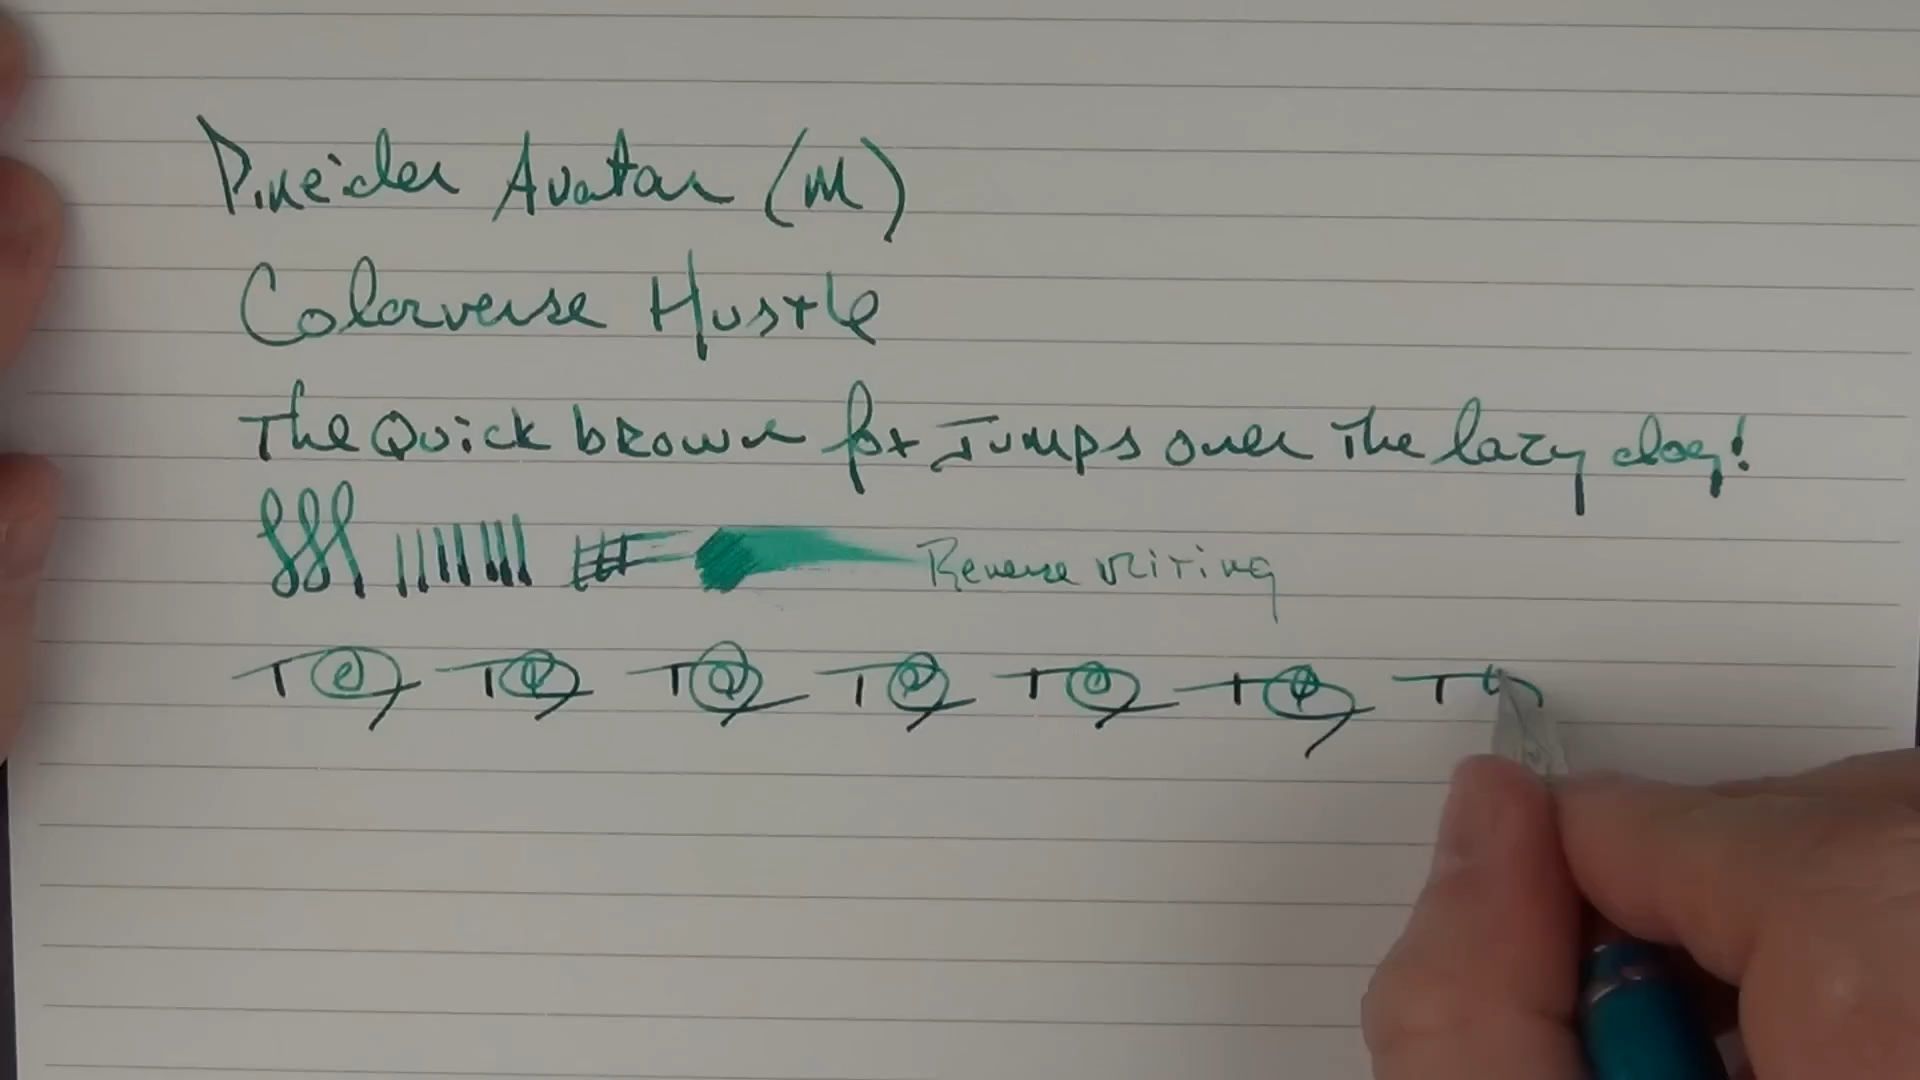 Pineider Avatar (M)
Colorverse Hustle
The Quick brown fox Jumps over The lazy dog!
Reverse writing